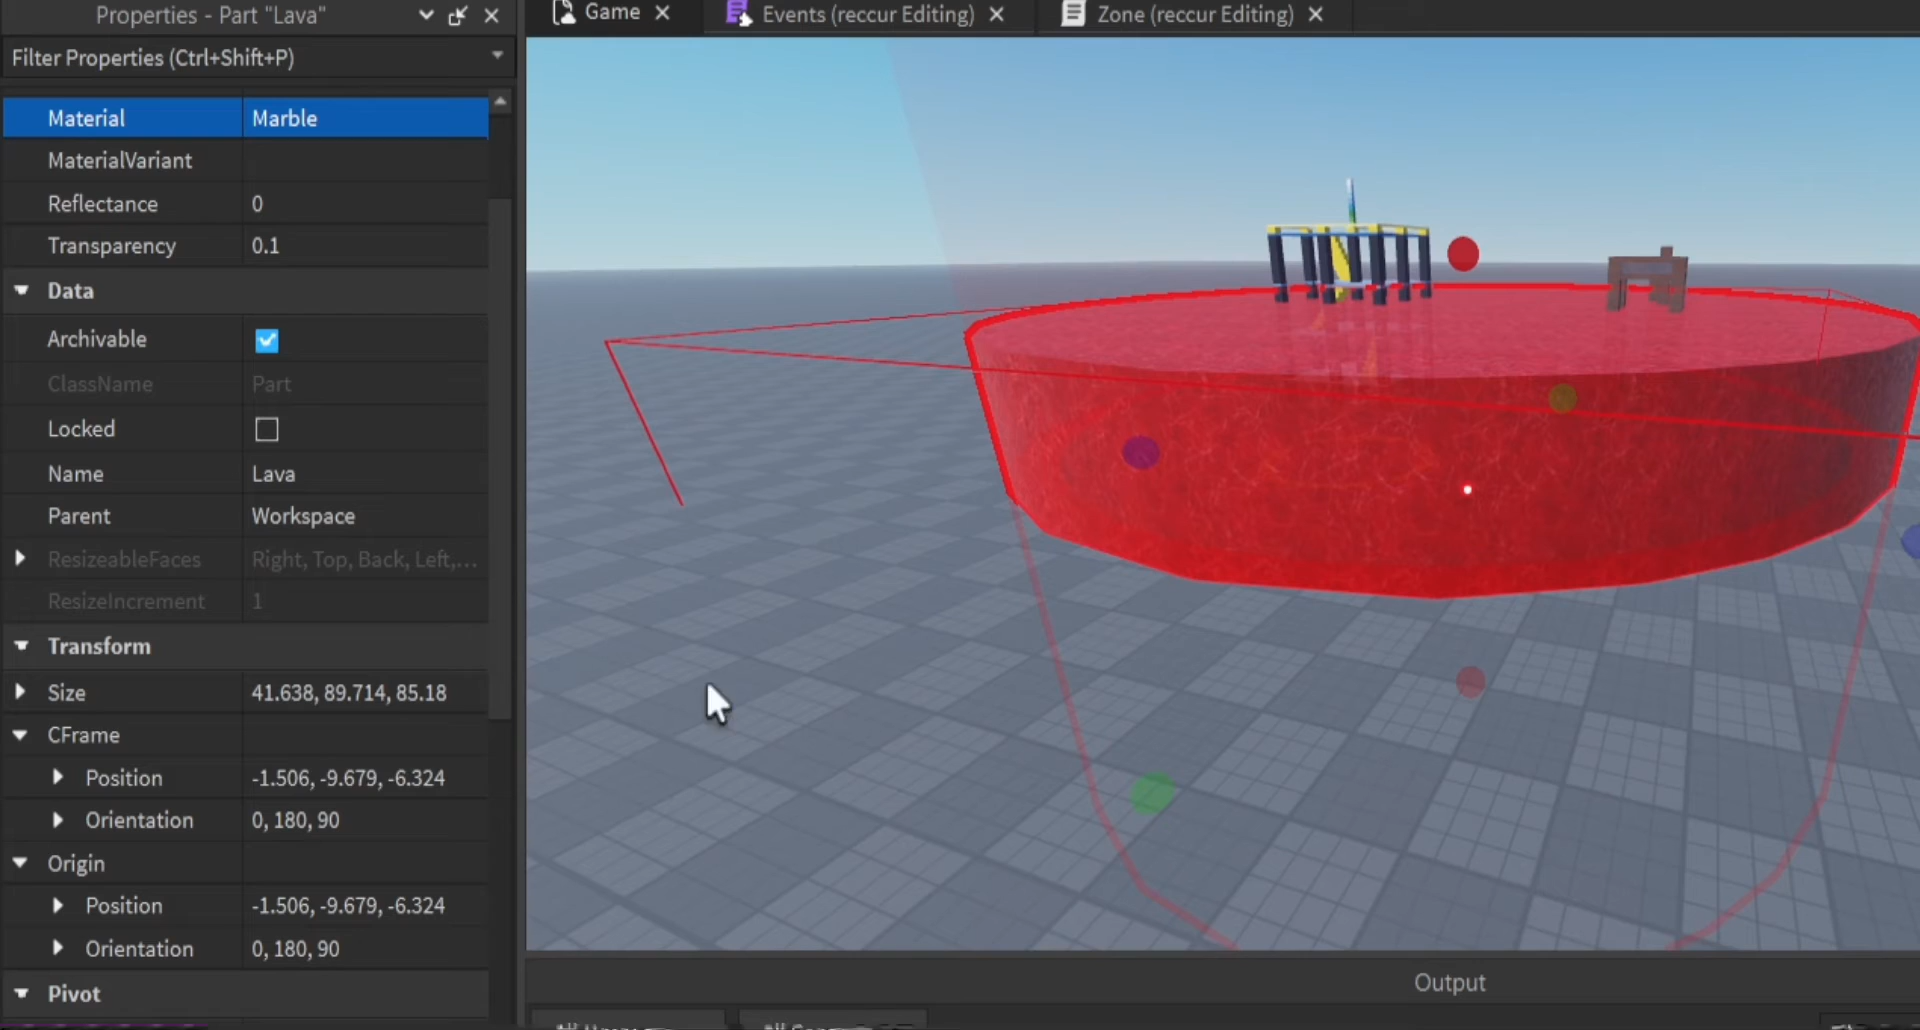 Properties - Part "Lava"
Game
Events (reccur Editing)
Zone (reccur Editing)
Filter Properties (Ctrl+Shift+P)
Material Marble
MaterialVariant
Reflectance 0
Transparency 0.1
Data
Archivable
ClassName Part
Locked
Name Lava
Parent Workspace
ResizeableFaces Right, Top, Back, Left,...
ResizeIncrement 1
Transform
Size 41.638, 89.714, 85.18
CFrame
Position -1.506, -9.679, -6.324
Orientation 0, 180, 90
Origin
Position -1.506, -9.679, -6.324
Orientation 0, 180, 90
Pivot
Output